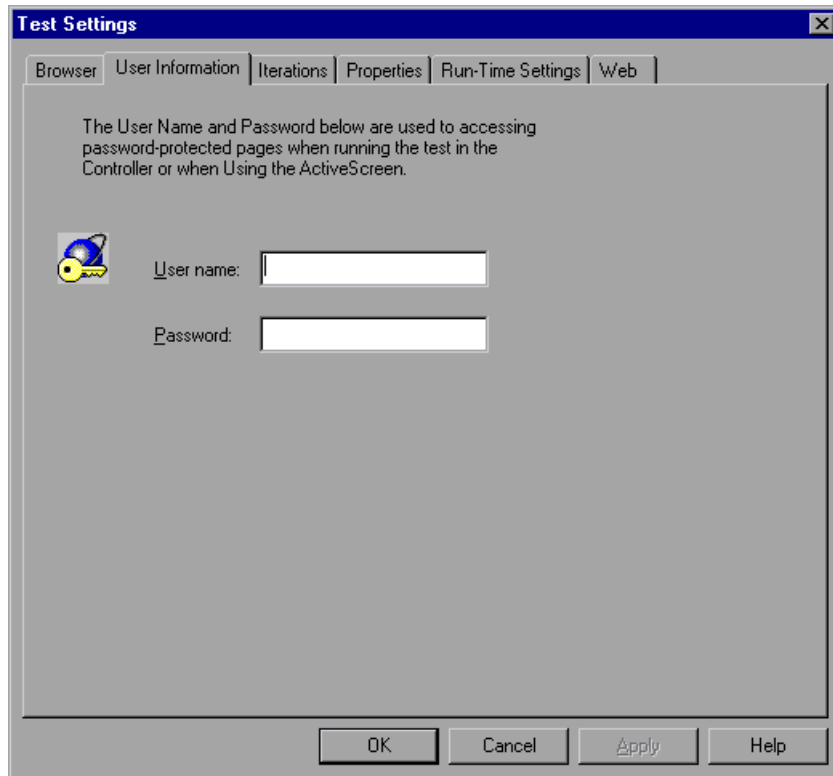 Test Settings
Browser User Information Iterations Properties Run-Time Settings Web
The User Name and Password below are used to accessing
password-protected pages when running the test in the
Controller or when Using the ActiveScreen.
User name:
Password:
OK Cancel Apply Help